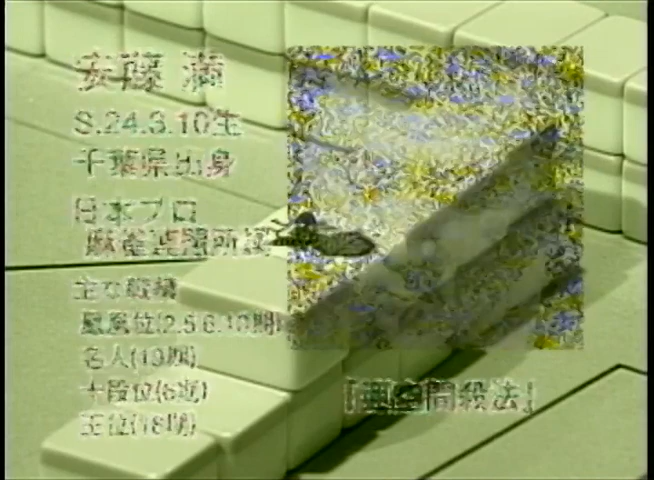 安藤 満
S.24.3.10生
千葉県出身
日本プロ
麻雀連盟所属
主な戦績
鳳凰位(2.5.6.10期)
名人(19期)
十段位(6期)
王位(18期)
「亜空間殺法」